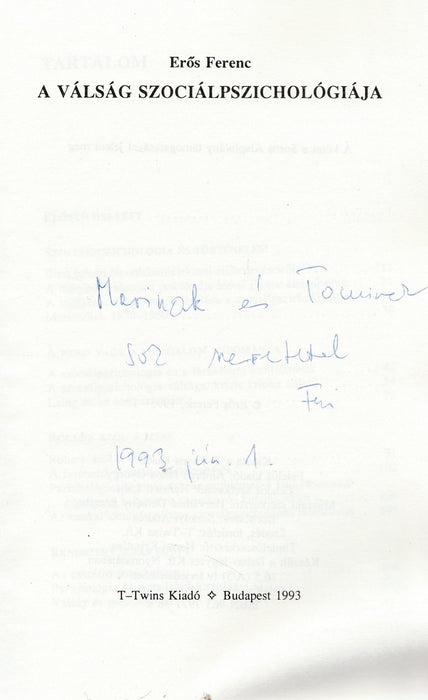 Erős Ferenc
A VÁLSÁG SZOCIÁLPSZICHOLÓGIÁJA
Marinak és Tominak
sok szeretettel
Feri
1993 jún. 1.
T–Twins Kiadó ✧ Budapest 1993